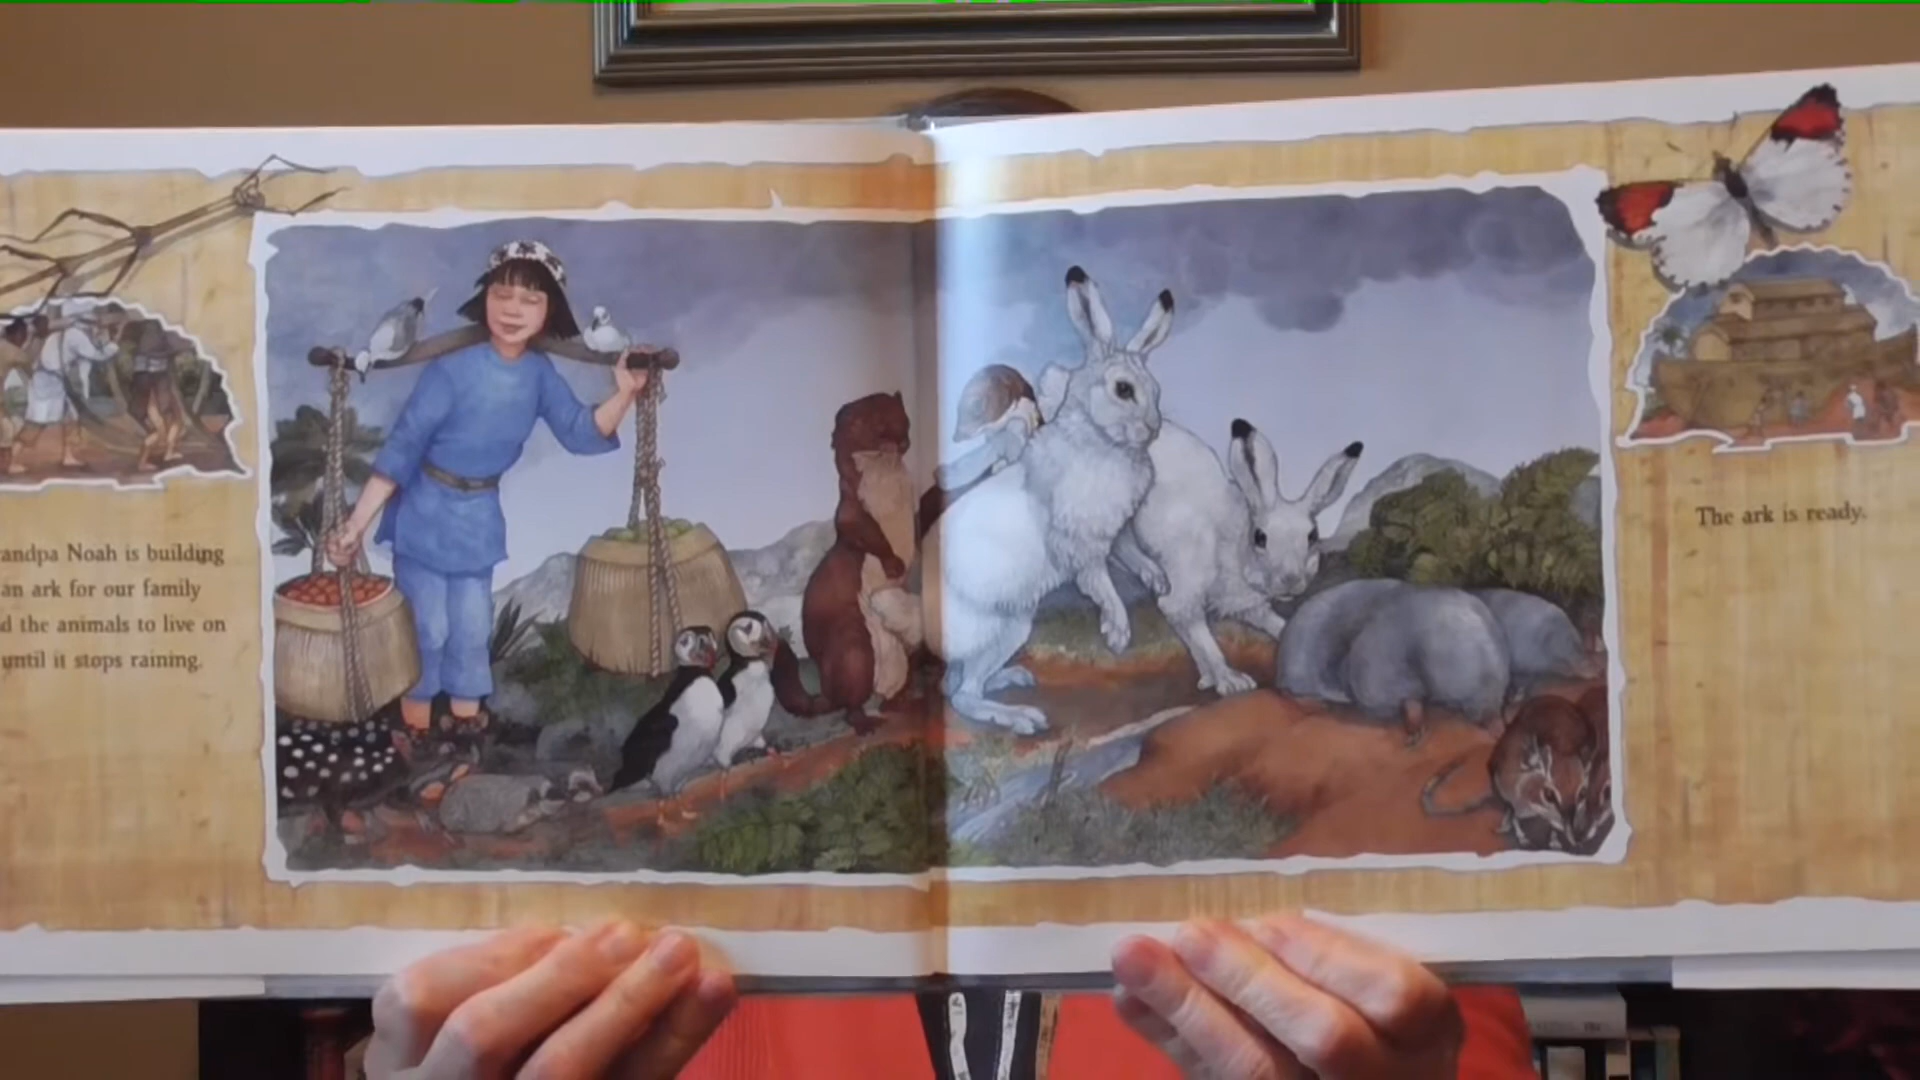 andpa Noah is building
an ark for our family
d the animals to live on
until it stops raining.
The ark is ready.